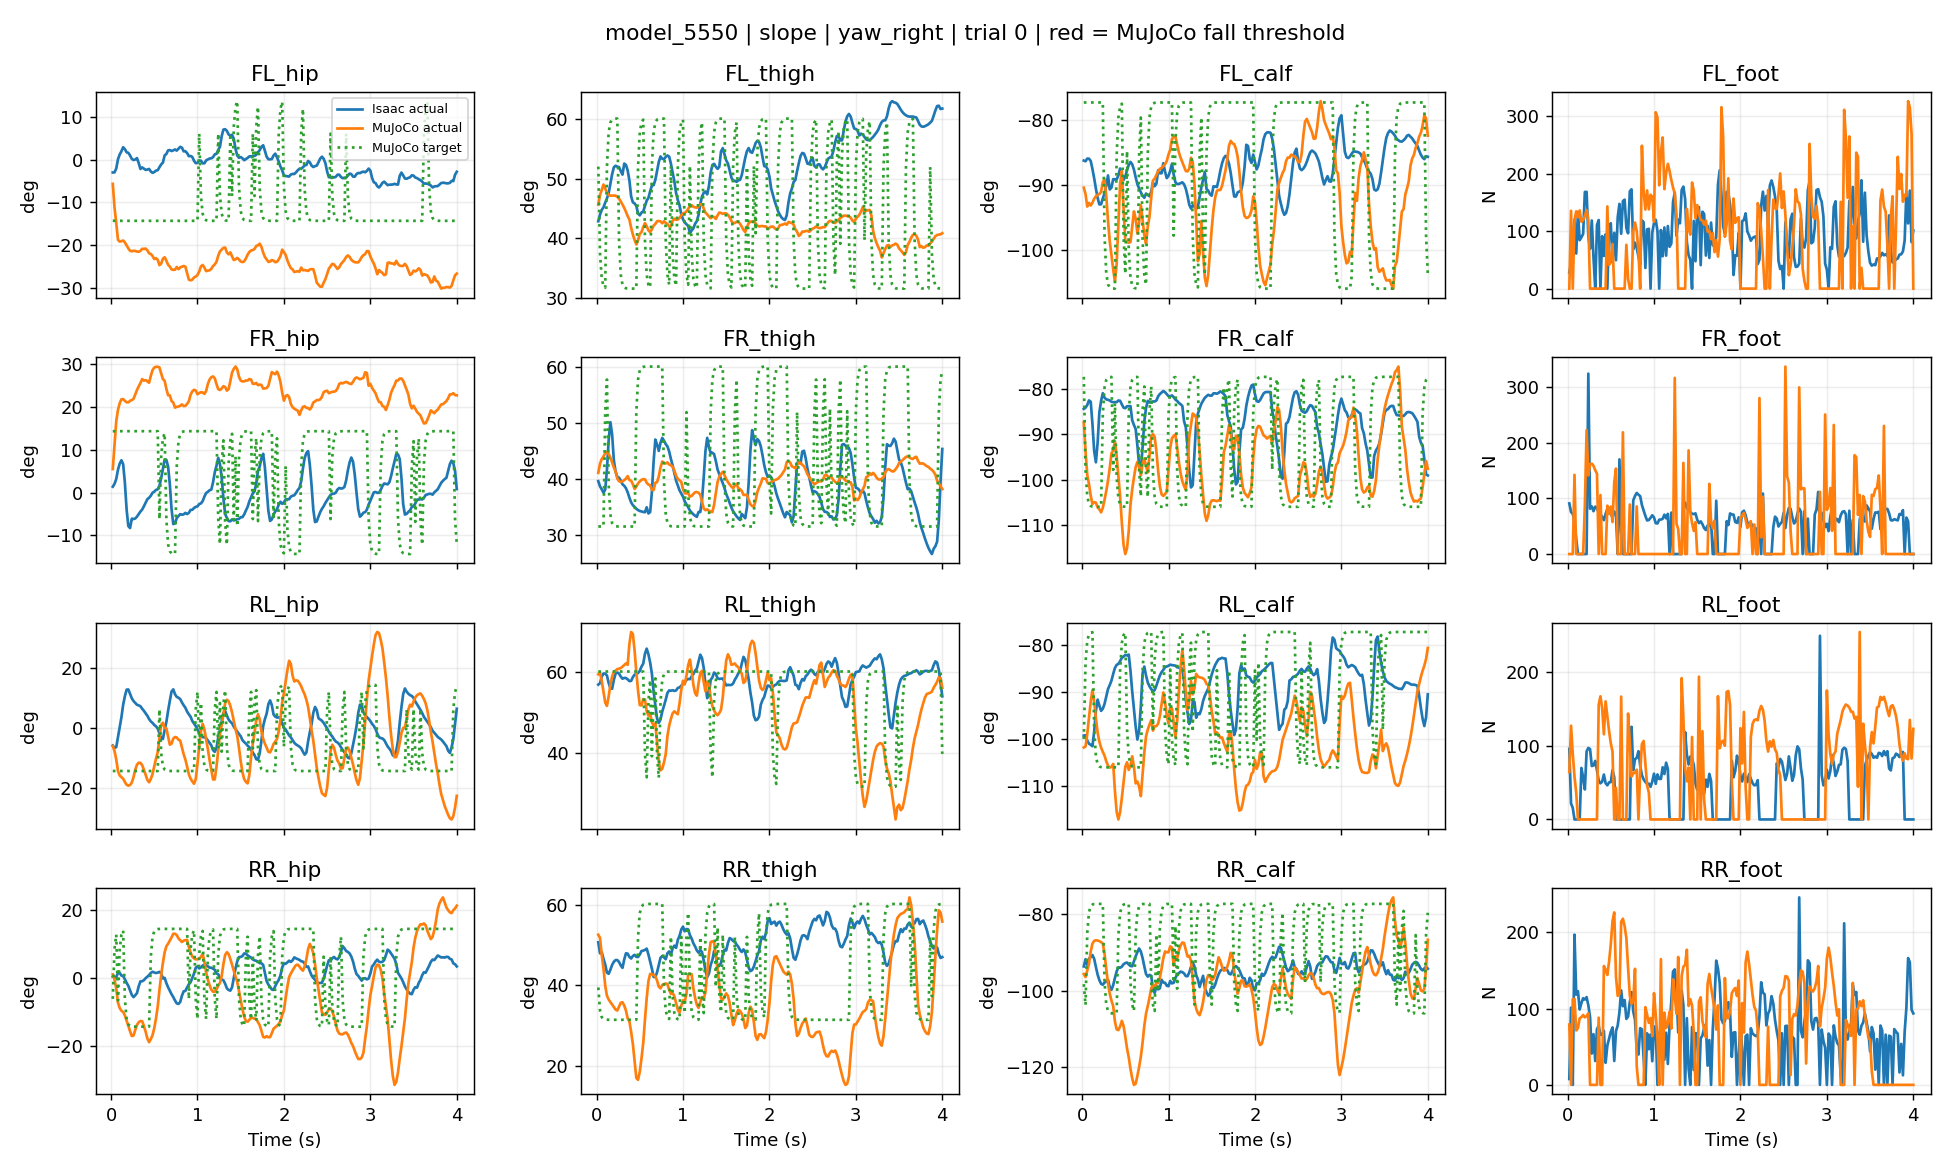 model_5550 | slope | yaw_right | trial 0 | red = MuJoCo fall threshold
FL_hip
FL_thigh
FL_calf
FL_foot
Isaac actual
MuJoCo actual
MuJoCo target
deg
10
0
−10
−20
−30
deg
60
50
40
30
deg
−80
−90
−100
N
300
200
100
0
FR_hip
FR_thigh
FR_calf
FR_foot
deg
30
20
10
0
−10
deg
60
50
40
30
deg
−80
−90
−100
−110
N
300
200
100
0
RL_hip
RL_thigh
RL_calf
RL_foot
deg
20
0
−20
deg
60
40
deg
−80
−90
−100
−110
N
200
100
0
RR_hip
RR_thigh
RR_calf
RR_foot
deg
20
0
−20
deg
60
40
20
deg
−80
−100
−120
N
200
100
0
0 1 2 3 4
0 1 2 3 4
0 1 2 3 4
0 1 2 3 4
Time (s)
Time (s)
Time (s)
Time (s)